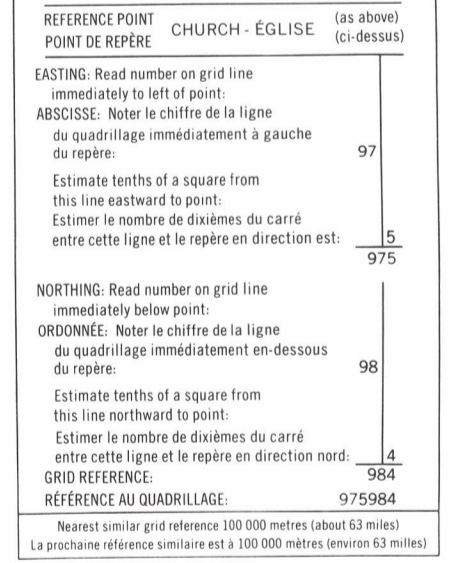 REFERENCE POINT CHURCH - ÉGLISE (as above)
POINT DE REPÈRE (ci-dessus)
EASTING: Read number on grid line
immediately to left of point:
ABSCISSE: Noter le chiffre de la ligne
du quadrillage immédiatement à gauche
du repère: 97
Estimate tenths of a square from
this line eastward to point:
Estimer le nombre de dixièmes du carré
entre cette ligne et le repère en direction est: 5
975
NORTHING: Read number on grid line
immediately below point:
ORDONNÉE: Noter le chiffre de la ligne
du quadrillage immédiatement en-dessous
du repère: 98
Estimate tenths of a square from
this line northward to point:
Estimer le nombre de dixièmes du carré
entre cette ligne et le repère en direction nord: 4
GRID REFERENCE: 984
RÉFÉRENCE AU QUADRILLAGE: 975984
Nearest similar grid reference 100 000 metres (about 63 miles)
La prochaine référence similaire est à 100 000 mètres (environ 63 milles)